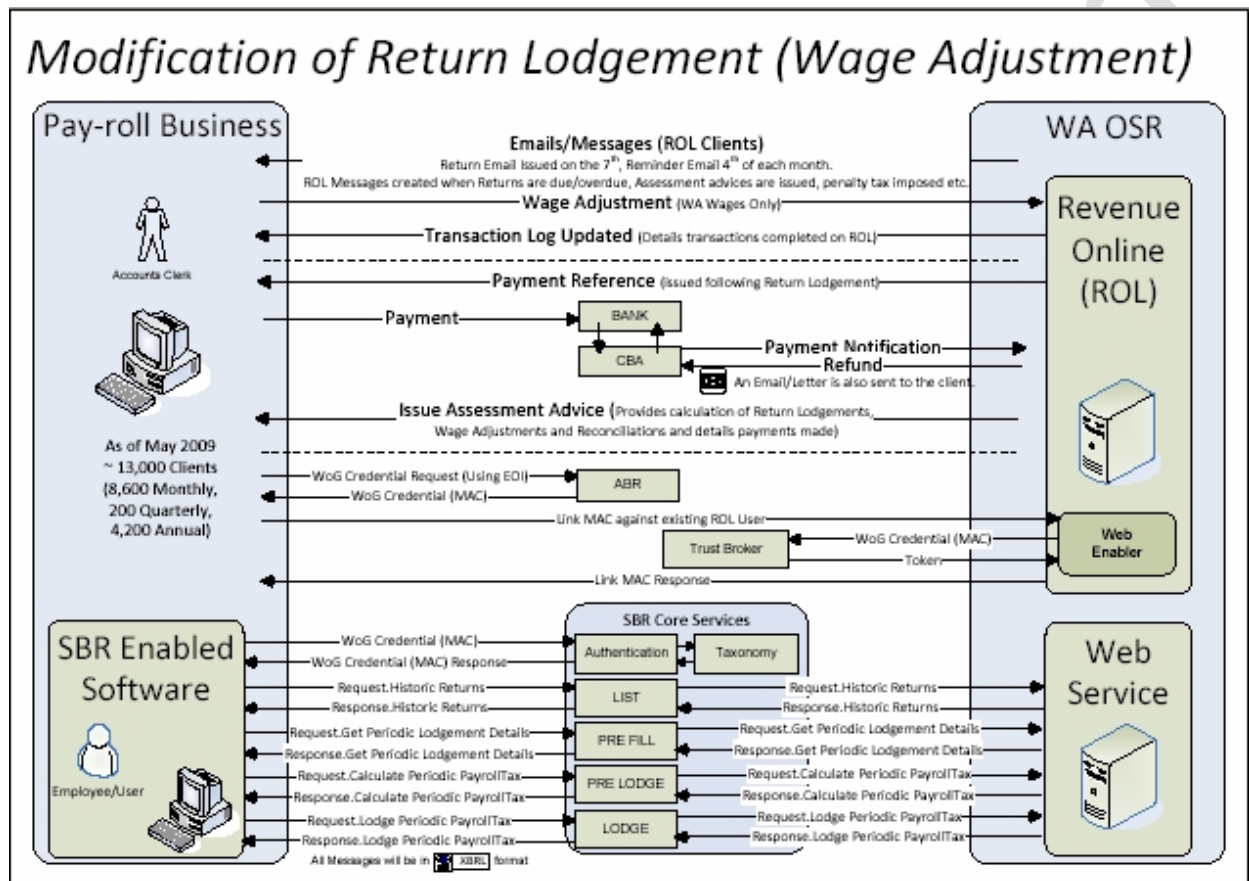 Modification of Return Lodgement (Wage Adjustment)
Pay-roll Business
WA OSR
Emails/Messages (ROL Clients)
Return Email Issued on the 7th, Reminder Email 4th of each month.
ROL Messages created when Returns are due/overdue, Assessment advices are issued, penalty tax imposed etc.
Wage Adjustment (WA Wages Only)
Transaction Log Updated (Details transactions completed on ROL)
Accounts Clerk
Revenue
Online
(ROL)
Payment Reference (Issued following Return Lodgement)
Payment
BANK
CBA
Payment Notification
Refund
An Email/Letter is also sent to the client.
Issue Assessment Advice (Provides calculation of Return Lodgements,
Wage Adjustments and Reconciliations and details payments made)
As of May 2009
~ 13,000 Clients
(8,600 Monthly,
200 Quarterly,
4,200 Annual)
WoG Credential Request (Using EOI)
WoG Credential (MAC)
ABR
Link MAC against existing ROL User
Trust Broker
WoG Credential (MAC)
Token
Web
Enabler
Link MAC Response
SBR Enabled
Software
Employee/User
SBR Core Services
WoG Credential (MAC)
WoG Credential (MAC) Response
Authentication
Taxonomy
Web
Service
Request.Historic Returns
Response.Historic Returns
LIST
Request.Historic Returns
Response.Historic Returns
Request.Get Periodic Lodgement Details
Response.Get Periodic Lodgement Details
PRE FILL
Request.Get Periodic Lodgement Details
Response.Get Periodic Lodgement Details
Request.Calculate Periodic PayrollTax
Response.Calculate Periodic PayrollTax
PRE LODGE
Request.Calculate Periodic PayrollTax
Response.Calculate Periodic PayrollTax
Request.Lodge Periodic PayrollTax
Response.Lodge Periodic PayrollTax
LODGE
Request.Lodge Periodic PayrollTax
Response.Lodge Periodic PayrollTax
All Messages will be in XBRL format